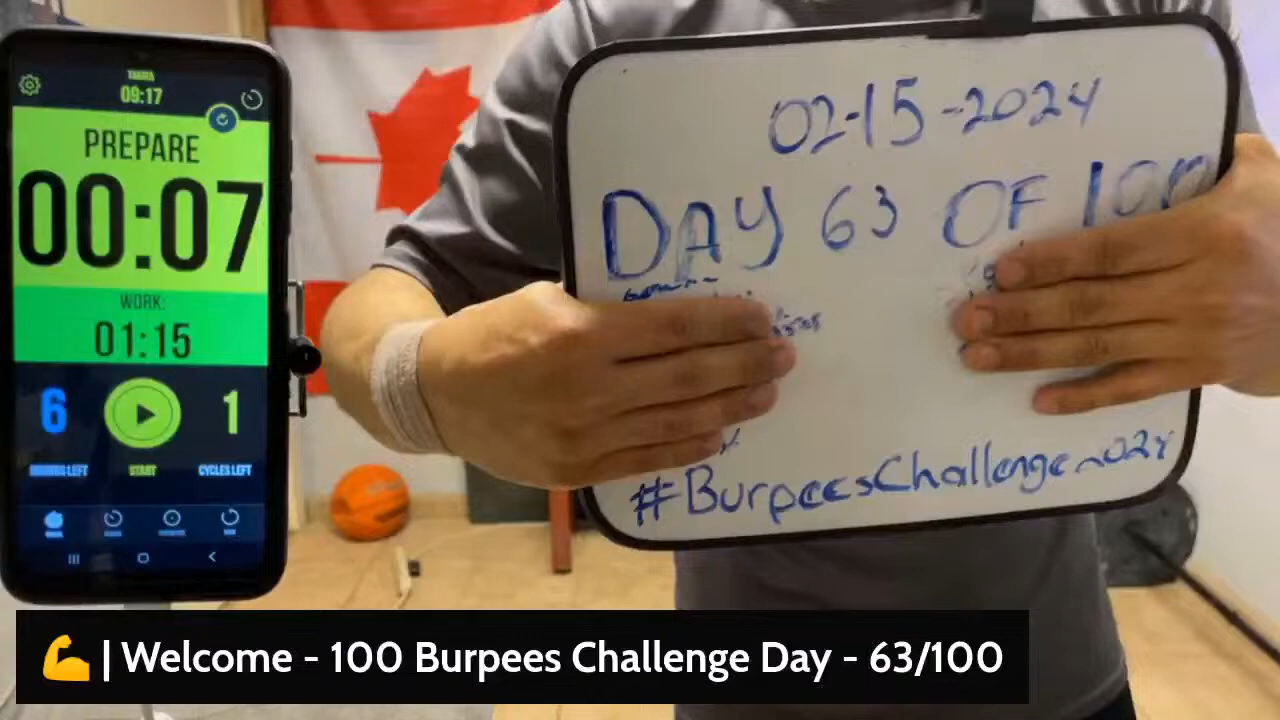 TABATA
09:17
PREPARE
00:07
WORK:
01:15
6
1
START
CYCLES LEFT
02-15-2024
DAY 63 OF 100
#BurpeesChallenge2024
💪 | Welcome - 100 Burpees Challenge Day - 63/100